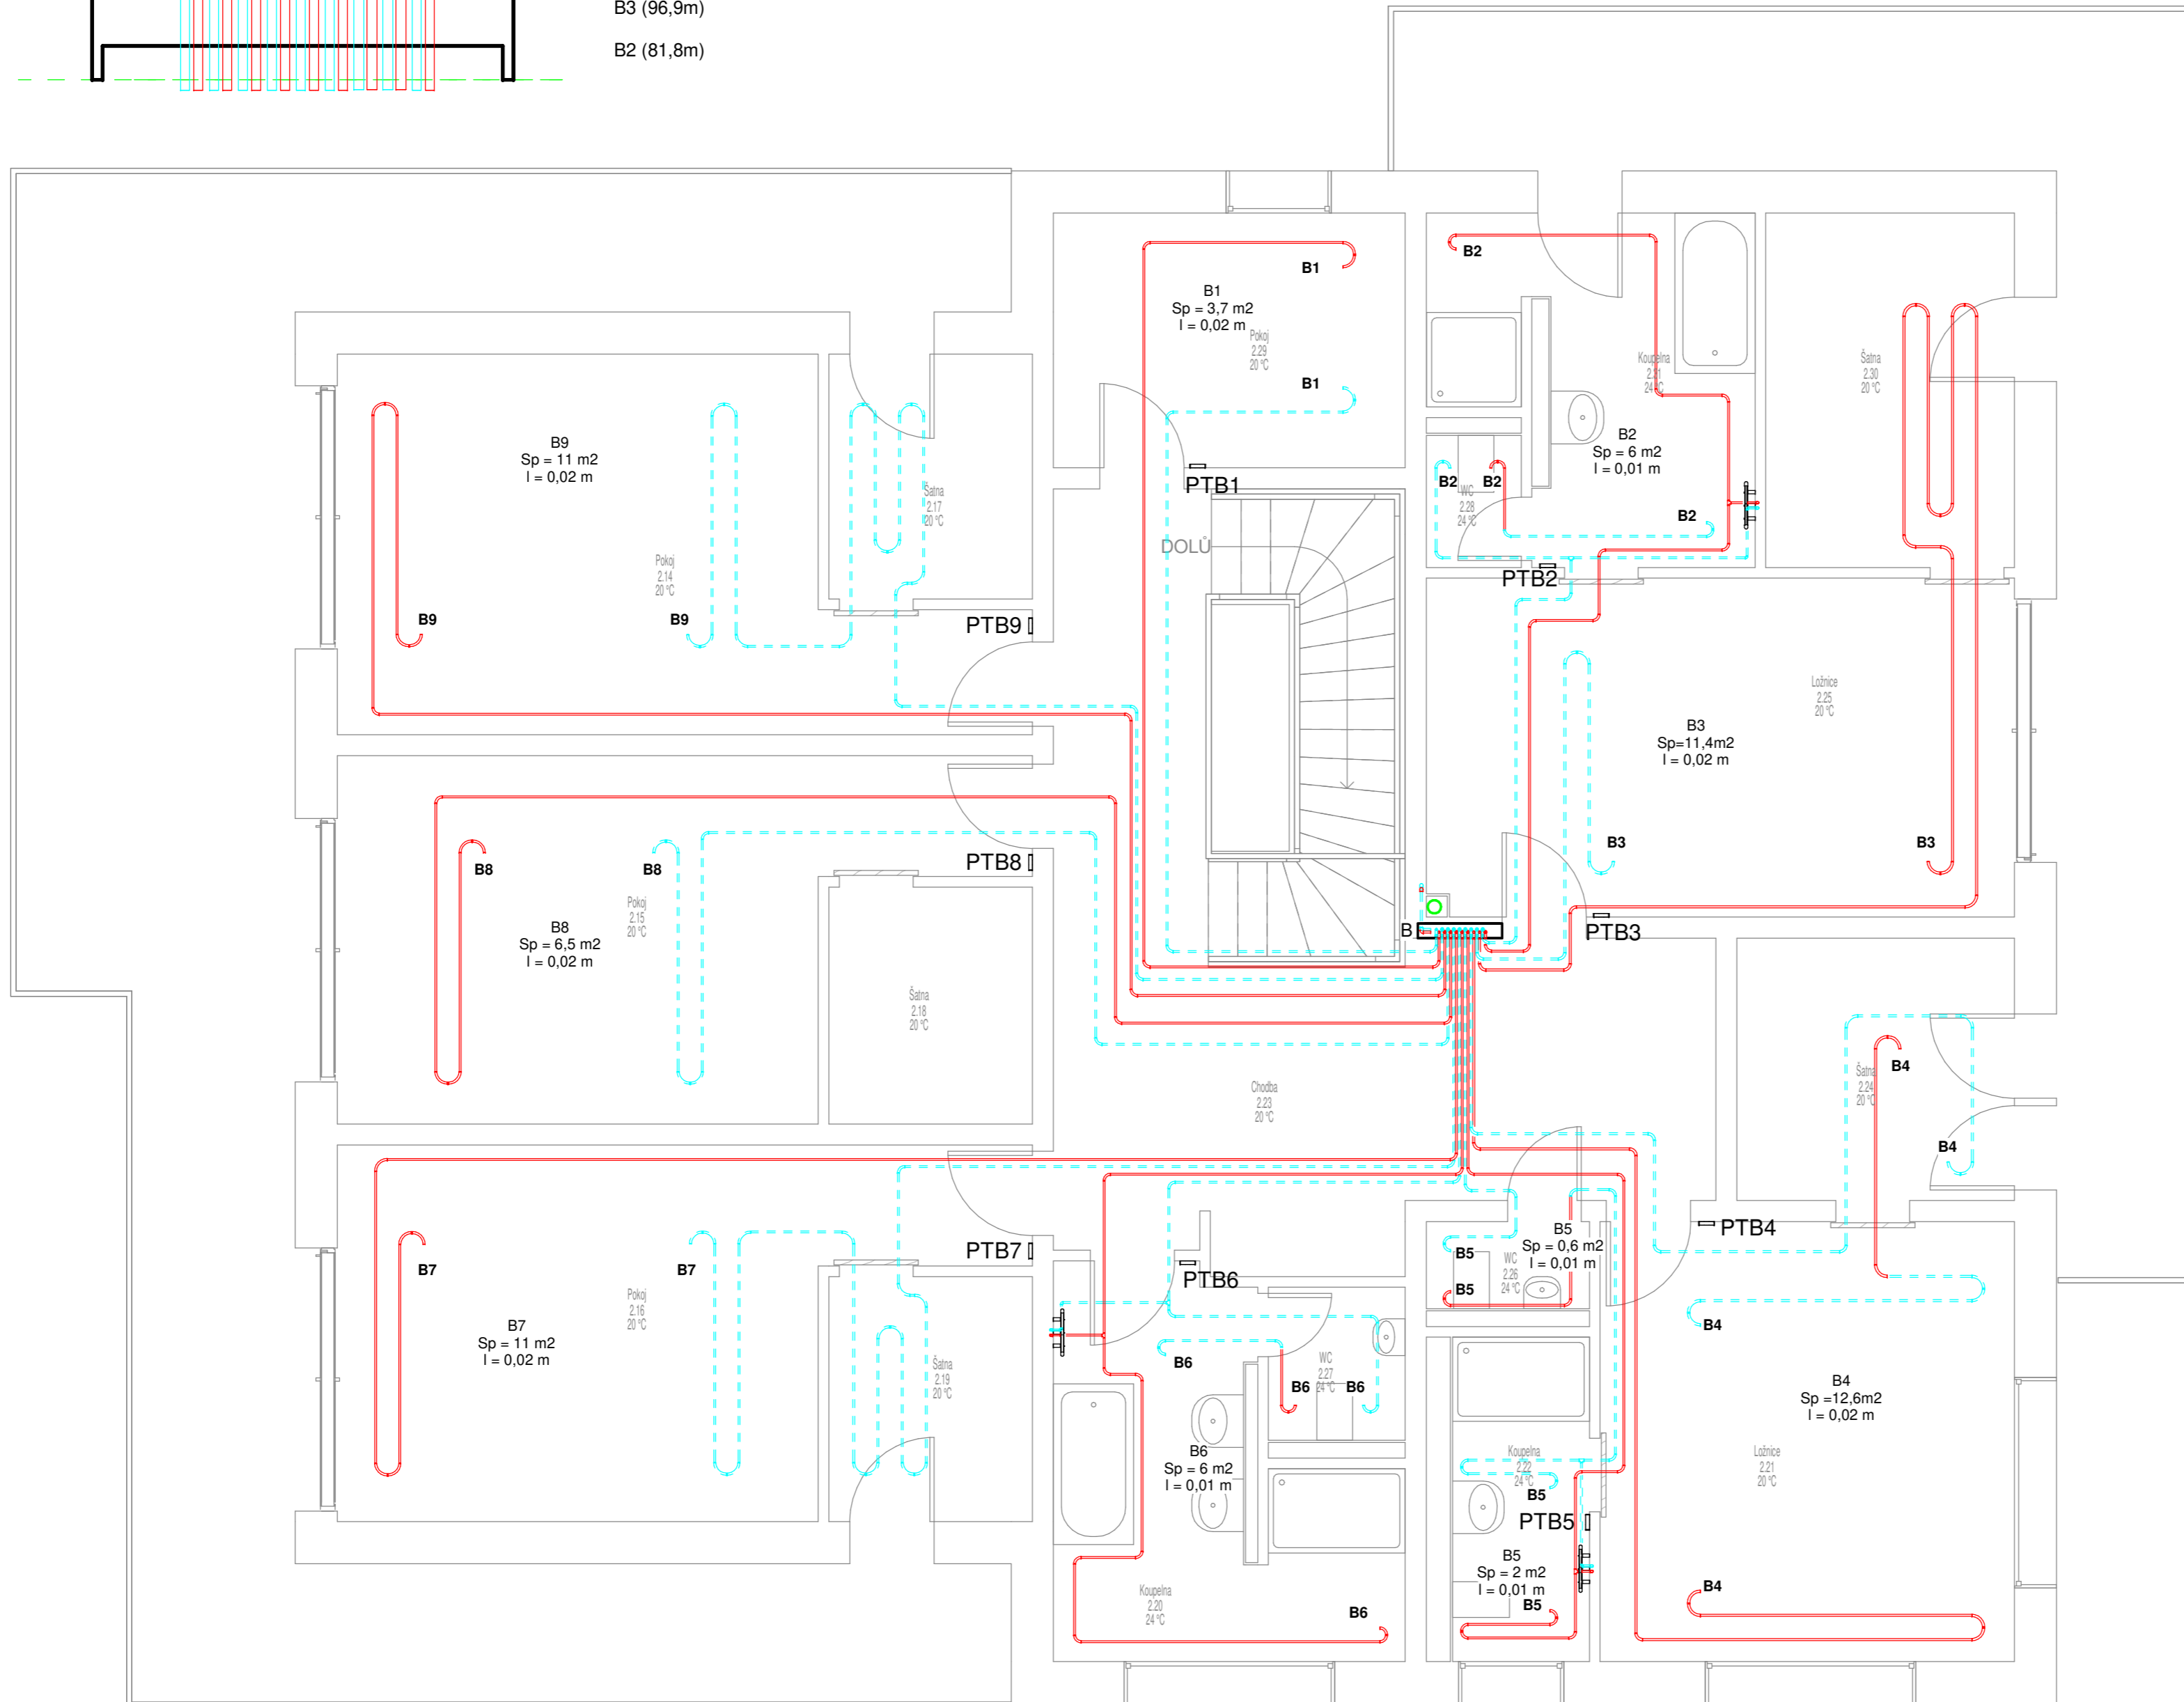 B3 (96,9m)
B2 (81,8m)
B2
B1
B1
Sp = 3,7 m2
l = 0,02 m
Pokoj
2.29
20 °C
B1
Koupelna
2.31
24 °C
Šatna
2.30
20 °C
B9
Sp = 11 m2
l = 0,02 m
B2
Sp = 6 m2
l = 0,01 m
Šatna
2.17
20 °C
PTB1
B2
B2
WC
2.28
24 °C
B2
DOLŮ
Pokoj
2.14
20 °C
PTB2
B9
B9
PTB9
Ložnice
2.25
20 °C
B3
Sp=11,4m2
l = 0,02 m
B8
B8
PTB8
B3
B3
Pokoj
2.15
20 °C
B8
Sp = 6,5 m2
l = 0,02 m
B
PTB3
Šatna
2.18
20 °C
Chodba
2.23
20 °C
B4
Šatna
2.24
20 °C
B4
B7
B7
PTB7
PTB6
B5
B5
WC
2.26
24 °C
B5
Sp = 0,6 m2
l = 0,01 m
PTB4
Pokoj
2.16
20 °C
B7
Sp = 11 m2
l = 0,02 m
B4
Šatna
2.19
20 °C
B6
WC
2.27
24 °C
B6
B6
B4
Sp =12,6m2
l = 0,02 m
B6
Sp = 6 m2
l = 0,01 m
Koupelna
2.22
24 °C
B5
Ložnice
2.21
20 °C
PTB5
B5
Sp = 2 m2
l = 0,01 m
B5
B4
Koupelna
2.20
24 °C
B6